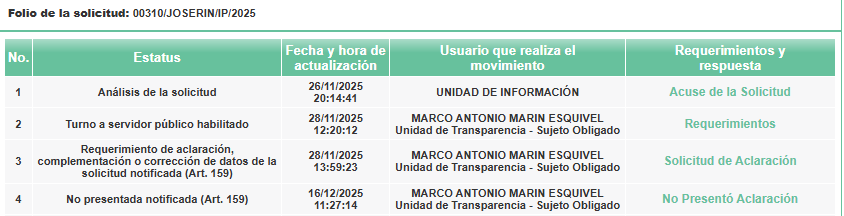 Folio de la solicitud: 00310/JOSERIN/IP/2025
No. Estatus Fecha y hora de actualización Usuario que realiza el movimiento Requerimientos y respuesta
1 Análisis de la solicitud 26/11/2025 20:14:41 UNIDAD DE INFORMACIÓN Acuse de la Solicitud
2 Turno a servidor público habilitado 28/11/2025 12:20:12 MARCO ANTONIO MARIN ESQUIVEL Unidad de Transparencia - Sujeto Obligado Requerimientos
3 Requerimiento de aclaración, complementación o corrección de datos de la solicitud notificada (Art. 159) 28/11/2025 13:59:23 MARCO ANTONIO MARIN ESQUIVEL Unidad de Transparencia - Sujeto Obligado Solicitud de Aclaración
4 No presentada notificada (Art. 159) 16/12/2025 11:27:14 MARCO ANTONIO MARIN ESQUIVEL Unidad de Transparencia - Sujeto Obligado No Presentó Aclaración